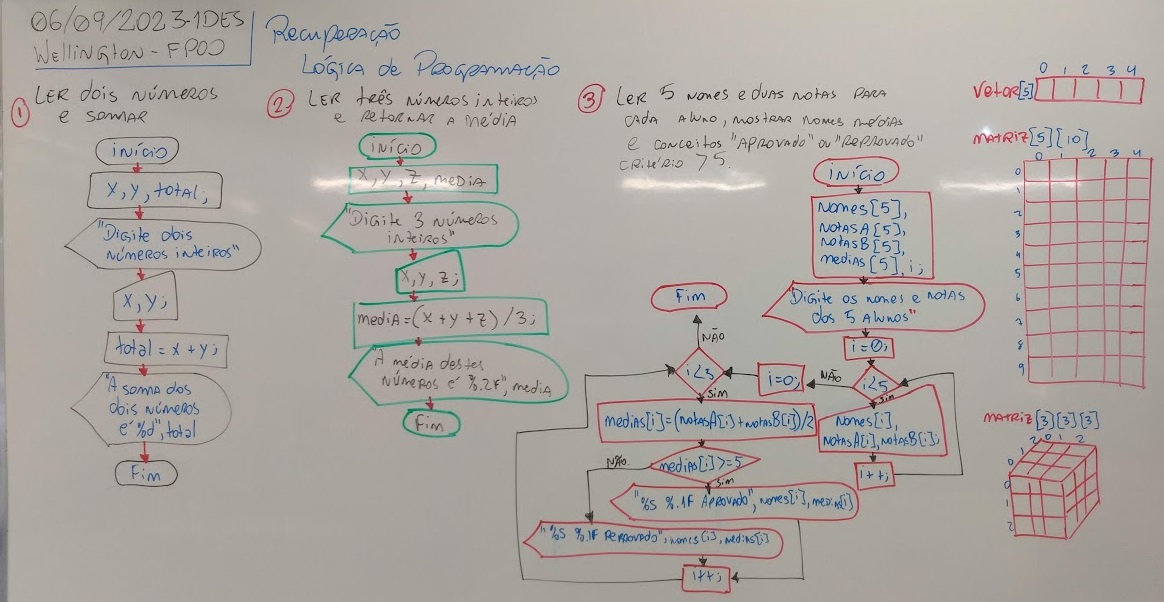 06/09/2023-1DES
Wellington - FPOO
Recuperação
Lógica de Programação
1
Ler dois números
e somar
início
X, Y, total;
"Digite dois
números inteiros"
X, Y;
total = x + y;
"A soma dos
dois números
é %d", total
Fim
2
Ler três números inteiros
e retornar a média
início
X, Y, Z, media
"Digite 3 números
inteiros"
X, Y, Z;
media = (x + y + z) / 3;
"A média destes
números é %.2f", media
Fim
3
Ler 5 nomes e duas notas para
cada aluno, mostrar nomes médias
e conceitos "Aprovado" ou "Reprovado"
critério > 5.
início
Nomes[5],
notasA[5],
notasB[5],
medias[5], i;
"Digite os nomes e notas
dos 5 alunos"
i=0;
i<5
não
sim
nomes[i],
notasA[i], notasB[i];
i++;
i=0;
i<3
não
Fim
sim
medias[i]=(notasA[i]+notasB[i])/2
medias[i]>=5
não
sim
"%s %.1f Aprovado", nomes[i], medias[i]
"%s %.1f Reprovado", nomes[i], medias[i]
i++;
0 1 2 3 4
Vetor[5]
Matriz[5][10]
0 1 2 3 4
0
1
2
3
4
5
6
7
8
9
Matriz[3][3][3]
2 0 1 2
1
0
0
1
2